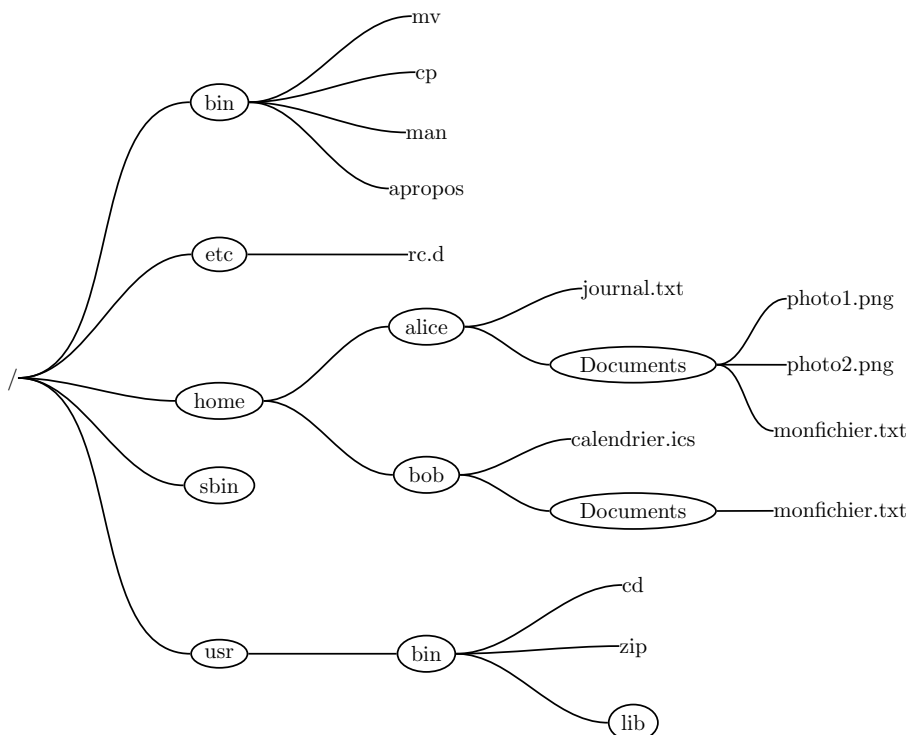 mv
cp
bin
man
apropos
etc
rc.d
journal.txt
photo1.png
alice
Documents
photo2.png
/
home
monfichier.txt
calendrier.ics
bob
sbin
Documents
monfichier.txt
cd
usr
bin
zip
lib